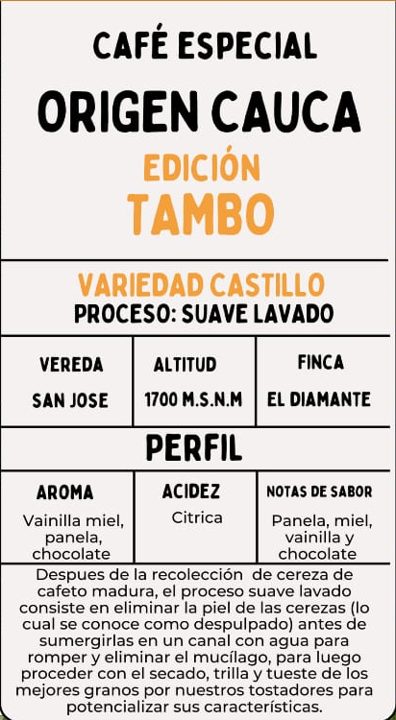 CAFÉ ESPECIAL
ORIGEN CAUCA
EDICIÓN
TAMBO
VARIEDAD CASTILLO
PROCESO: SUAVE LAVADO
VEREDA
SAN JOSE
ALTITUD
1700 M.S.N.M
FINCA
EL DIAMANTE
PERFIL
AROMA
Vainilla miel,
panela,
chocolate
ACIDEZ
Citrica
NOTAS DE SABOR
Panela, miel,
vainilla y
chocolate
Despues de la recolección de cereza de
cafeto madura, el proceso suave lavado
consiste en eliminar la piel de las cerezas (lo
cual se conoce como despulpado) antes de
sumergirlas en un canal con agua para
romper y eliminar el mucílago, para luego
proceder con el secado, trilla y tueste de los
mejores granos por nuestros tostadores para
potencializar sus características.